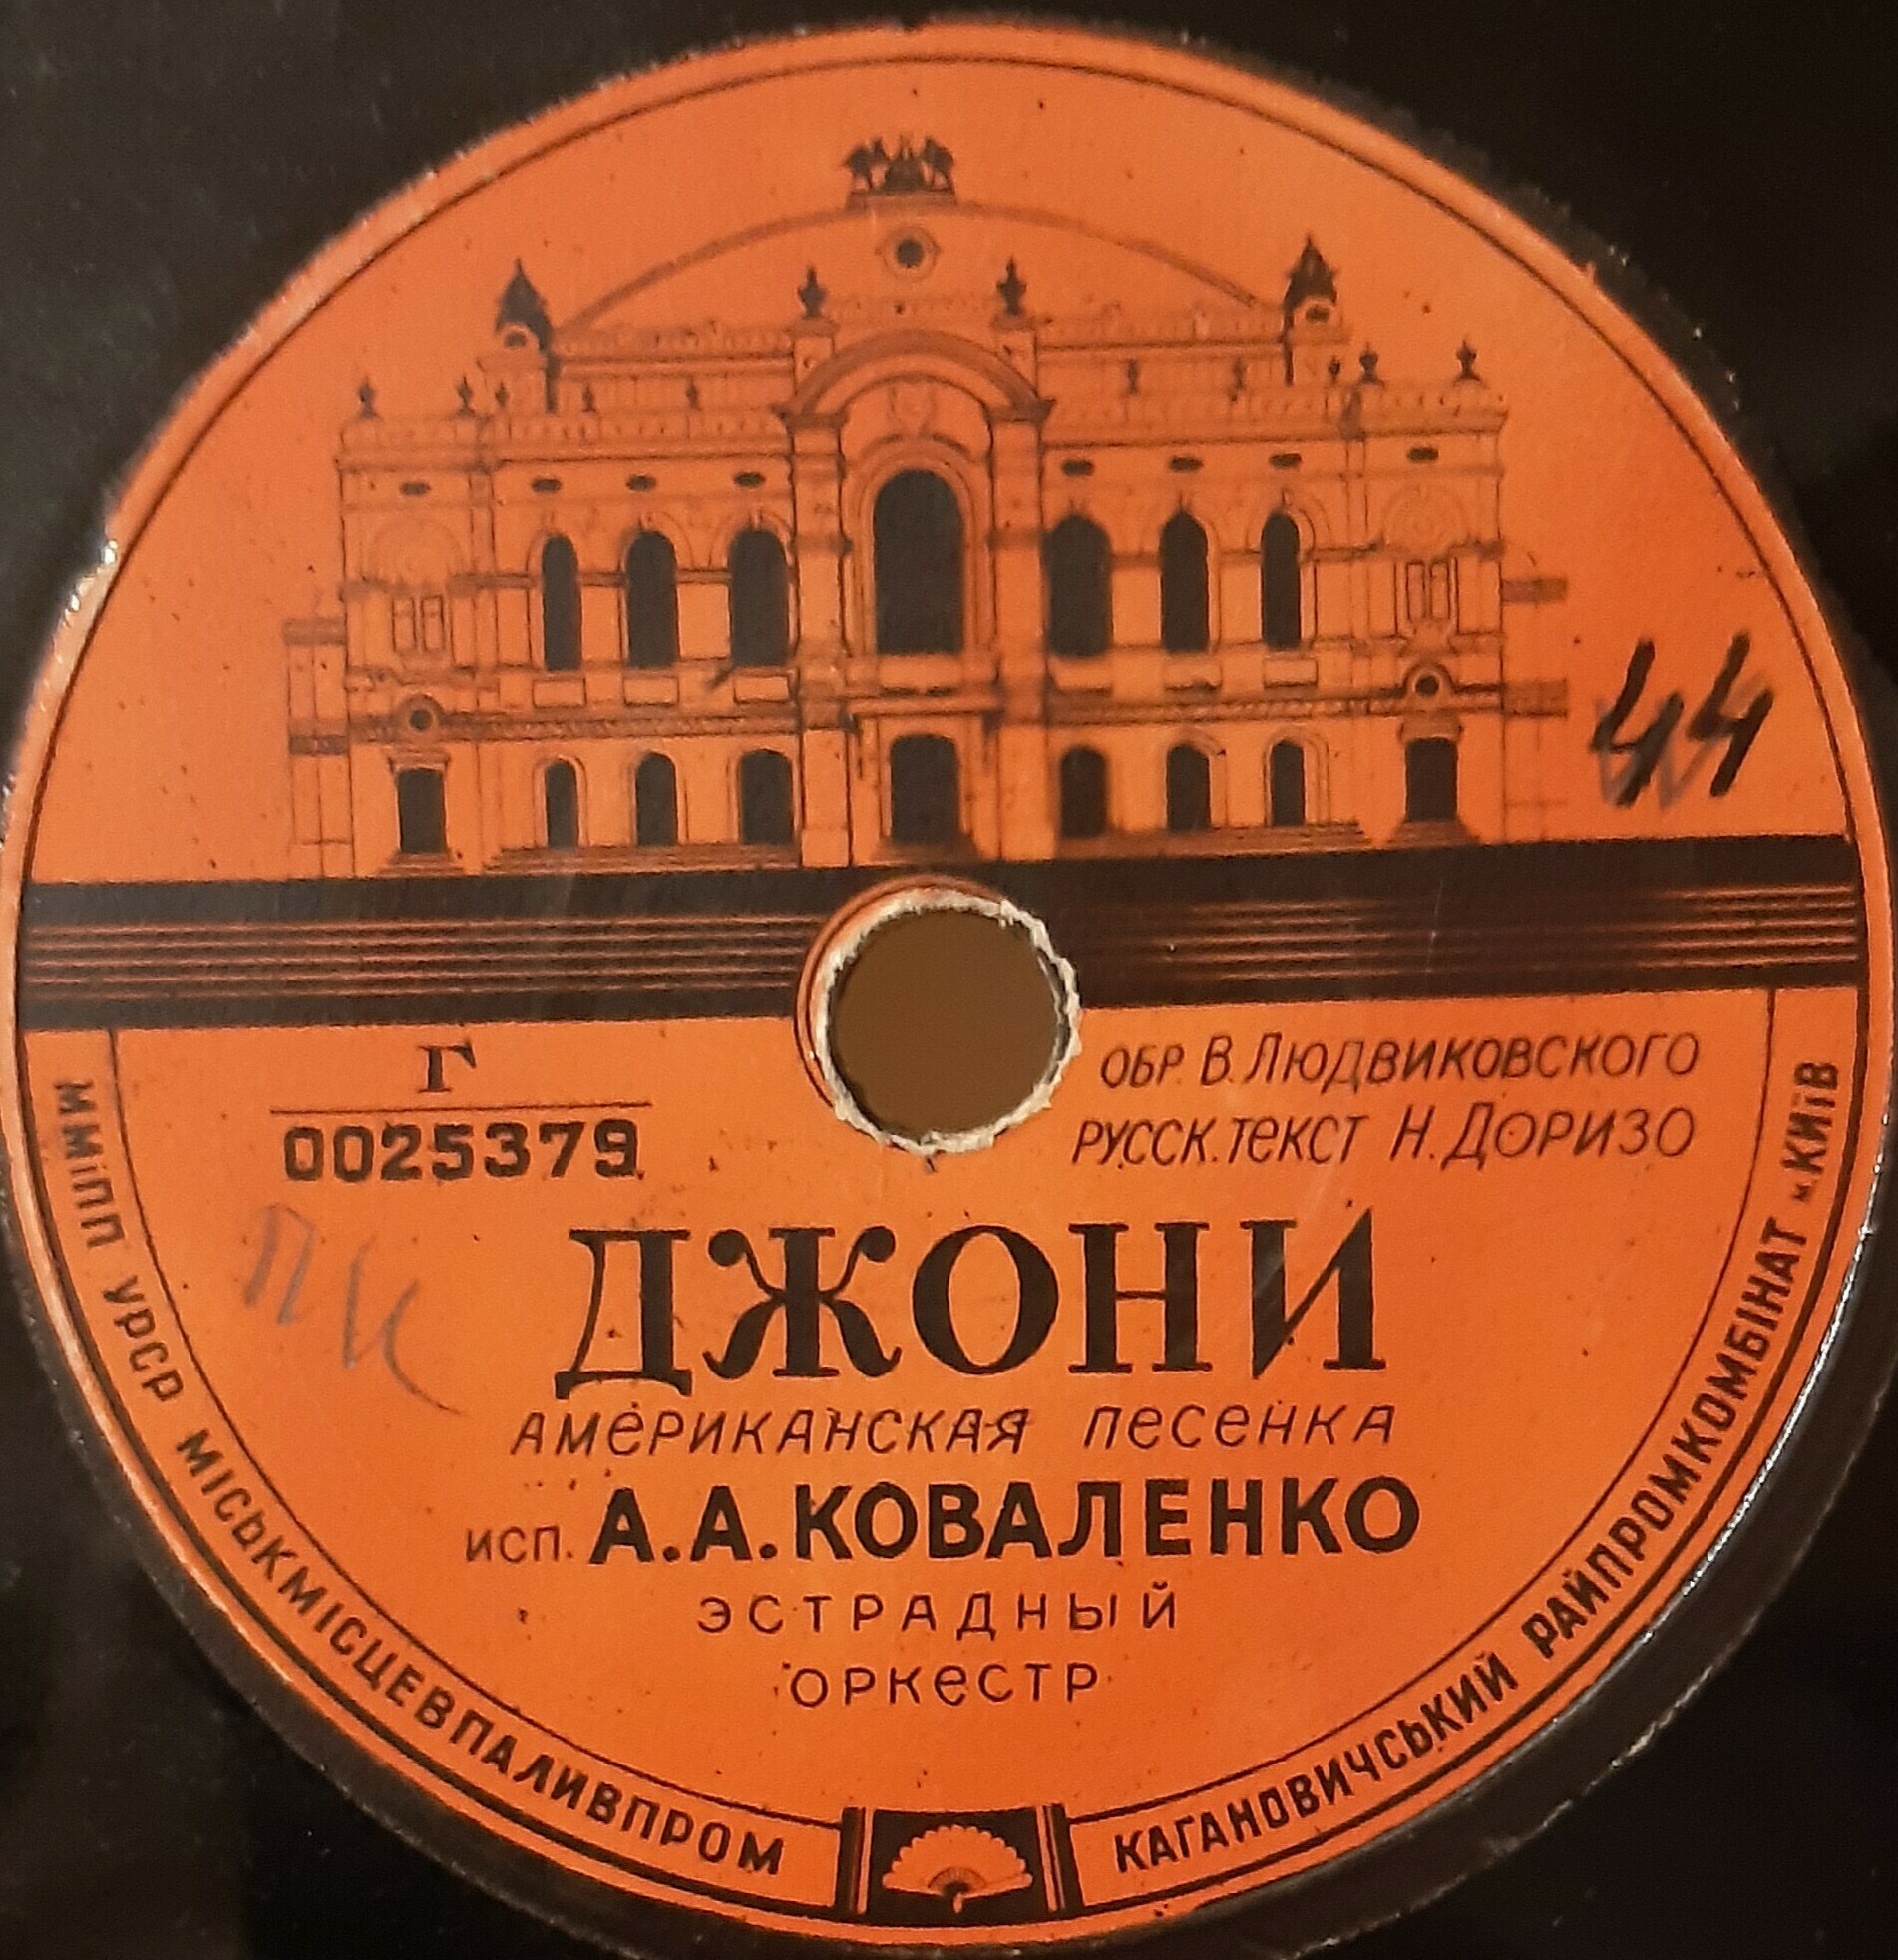 44
Г
0025379
ОБР. В. ЛЮДВИКОВСКОГО
РУССК. ТЕКСТ Н. ДОРИЗО
ДЖОНИ
АМЕРИКАНСКАЯ ПЕСЕНКА
ИСП. А.А. КОВАЛЕНКО
ЭСТРАДНЫЙ
ОРКЕСТР
ММіПП УРСР МІСЬКМІСЦЕВПАЛИВПРОМ
КАГАНОВИЧСЬКИЙ РАЙПРОМКОМБІНАТ м. КИЇВ